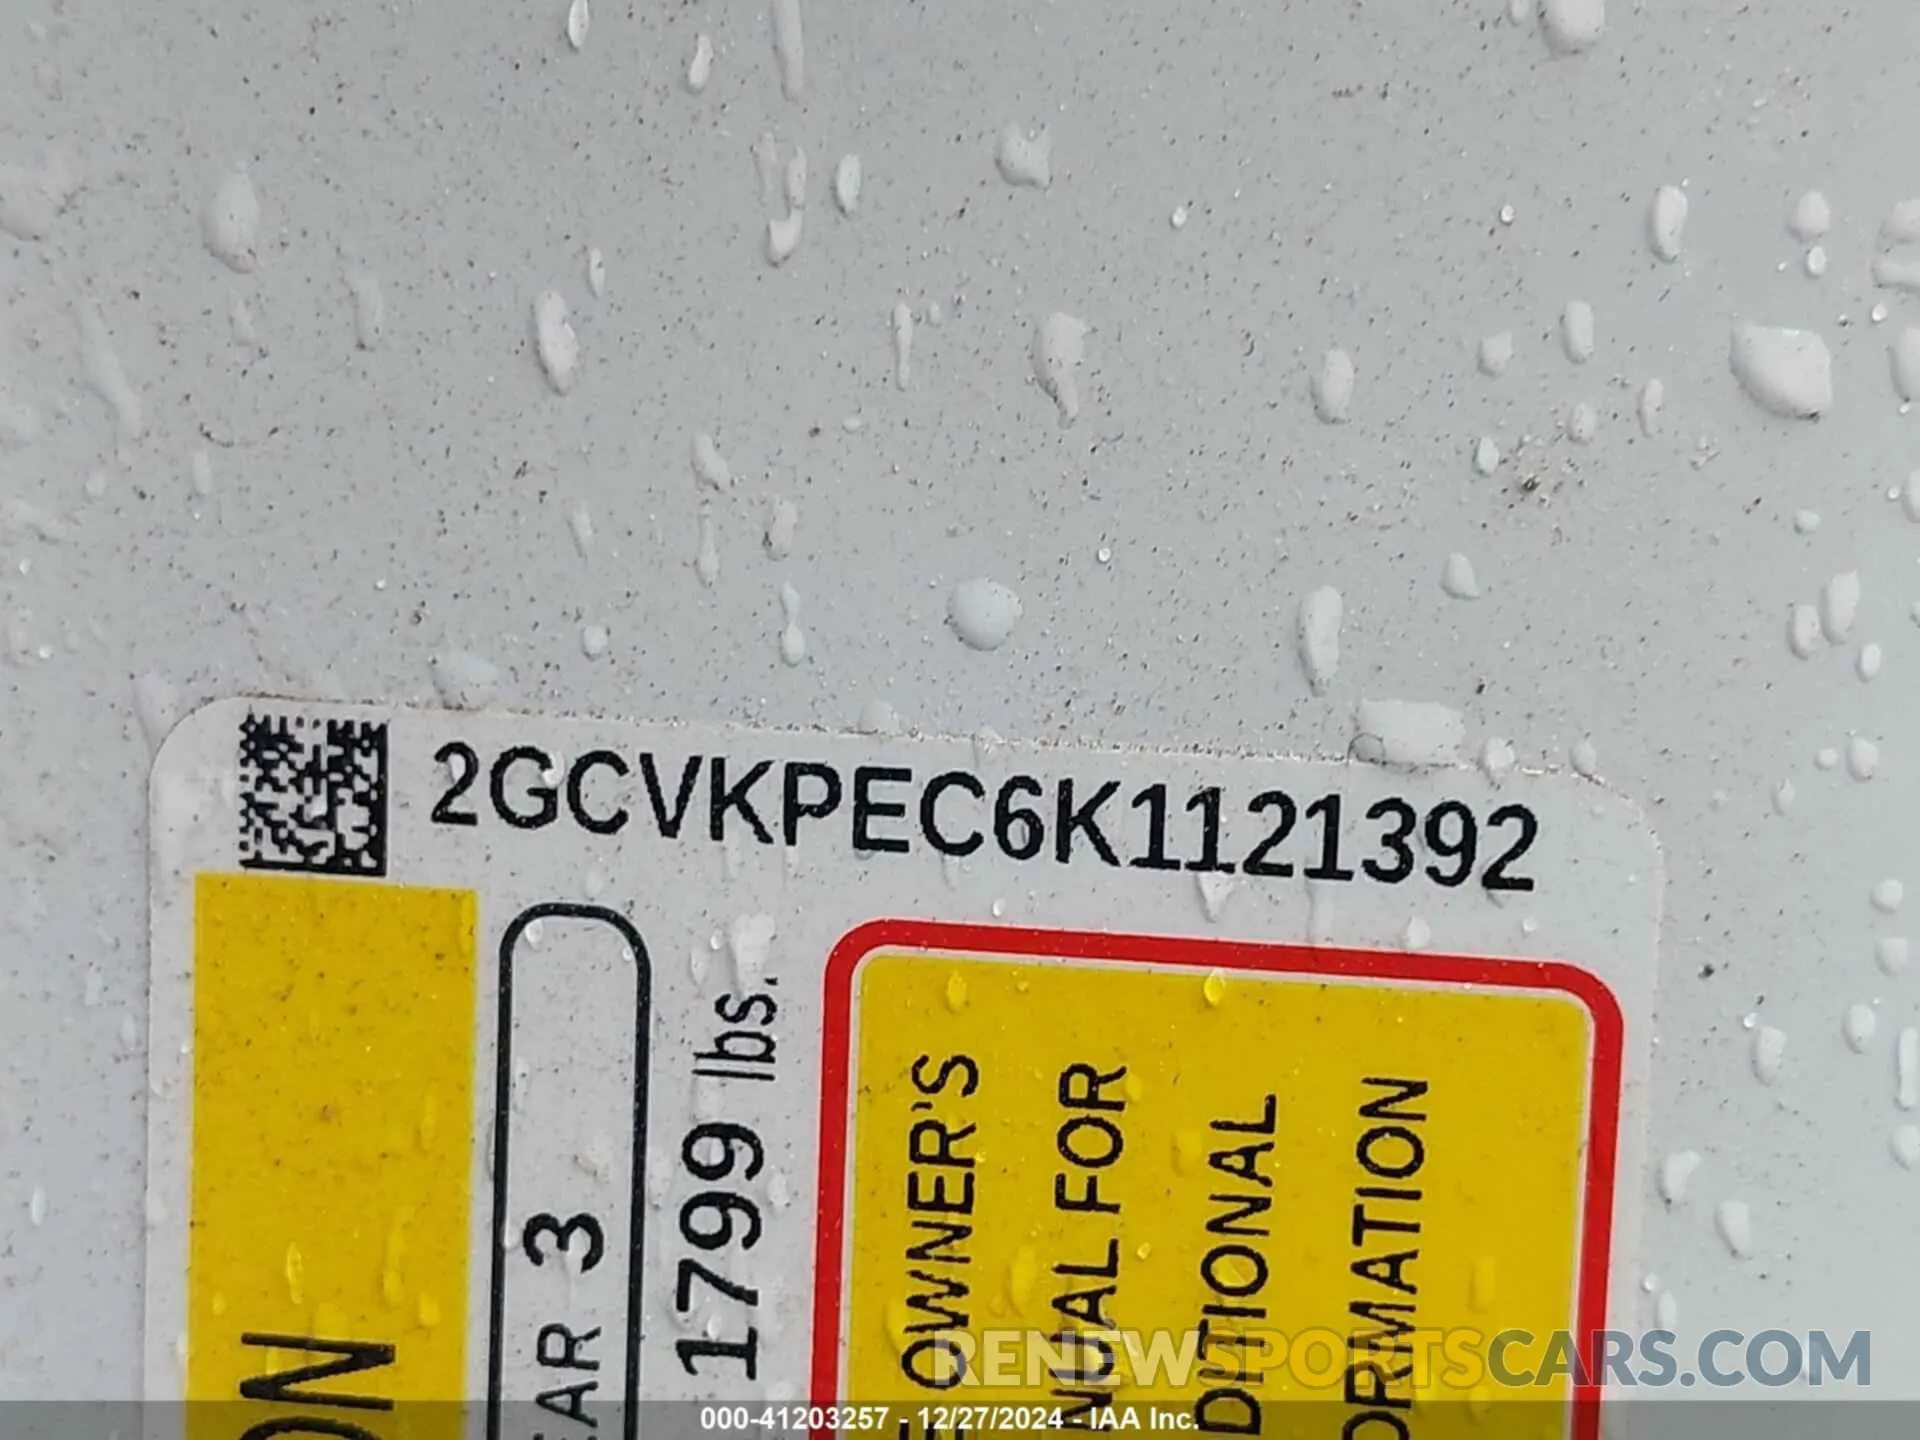 2GCVKPEC6K1121392
ON
EAR 3
1799 lbs.
OWNER'S
UAL FOR
DITIONAL
ORMATION
RENEWSPORTSCARS.COM
000-41203257 - 12/27/2024 - IAA Inc.